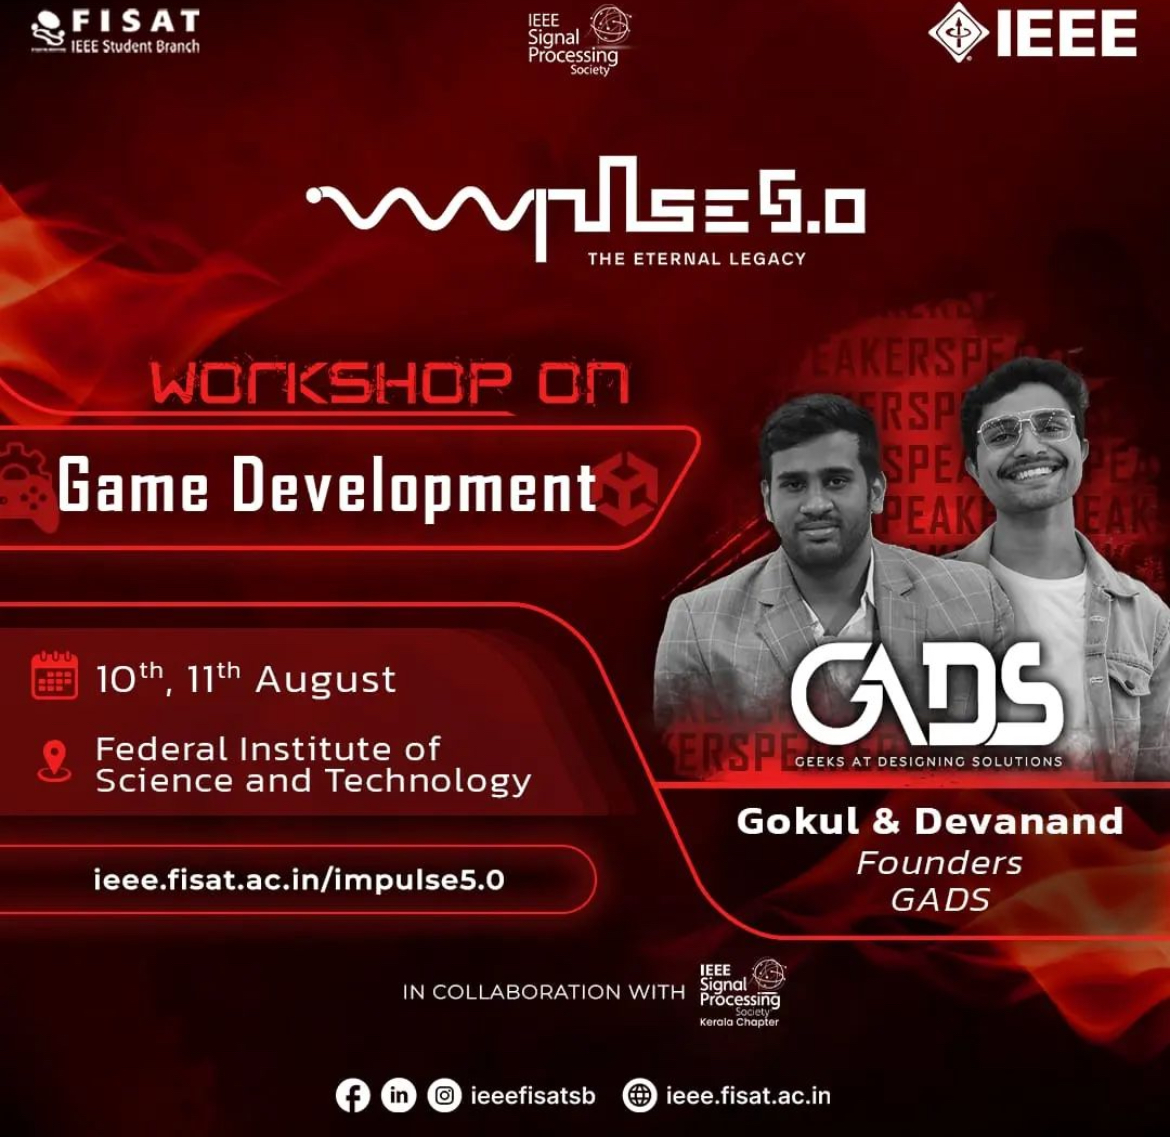 FISAT
IEEE Student Branch
IEEE
Signal
Processing
Society
IEEE
impulse5.0
THE ETERNAL LEGACY
WORKSHOP ON
Game Development
10th, 11th August
Federal Institute of
Science and Technology
ieee.fisat.ac.in/impulse5.0
GADS
GEEKS AT DESIGNING SOLUTIONS
Gokul & Devanand
Founders
GADS
IN COLLABORATION WITH
IEEE
Signal
Processing
Society
Kerala Chapter
ieeefisatsb
ieee.fisat.ac.in